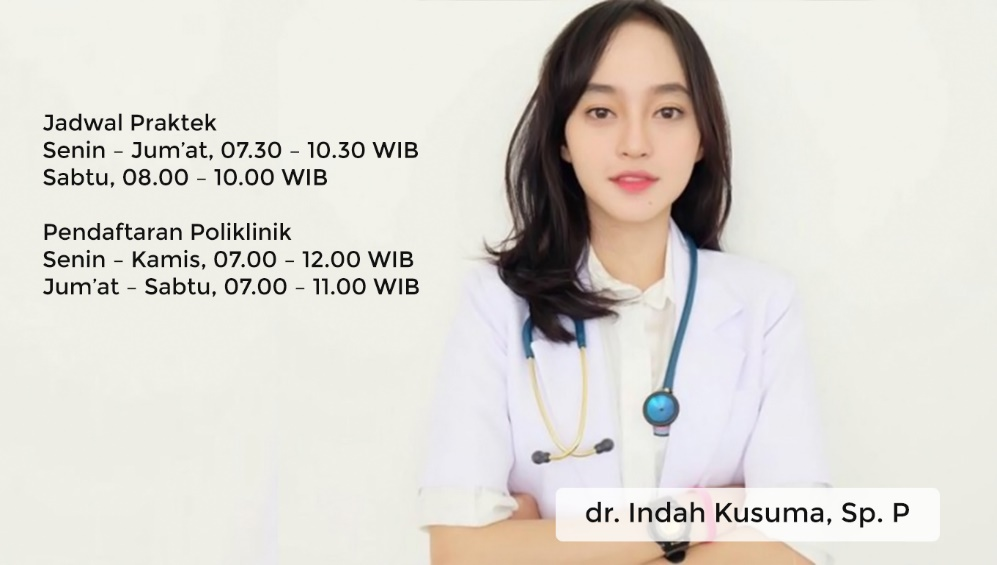 Jadwal Praktek
Senin – Jum’at, 07.30 – 10.30 WIB
Sabtu, 08.00 – 10.00 WIB
Pendaftaran Poliklinik
Senin – Kamis, 07.00 – 12.00 WIB
Jum’at – Sabtu, 07.00 – 11.00 WIB
dr. Indah Kusuma, Sp. P